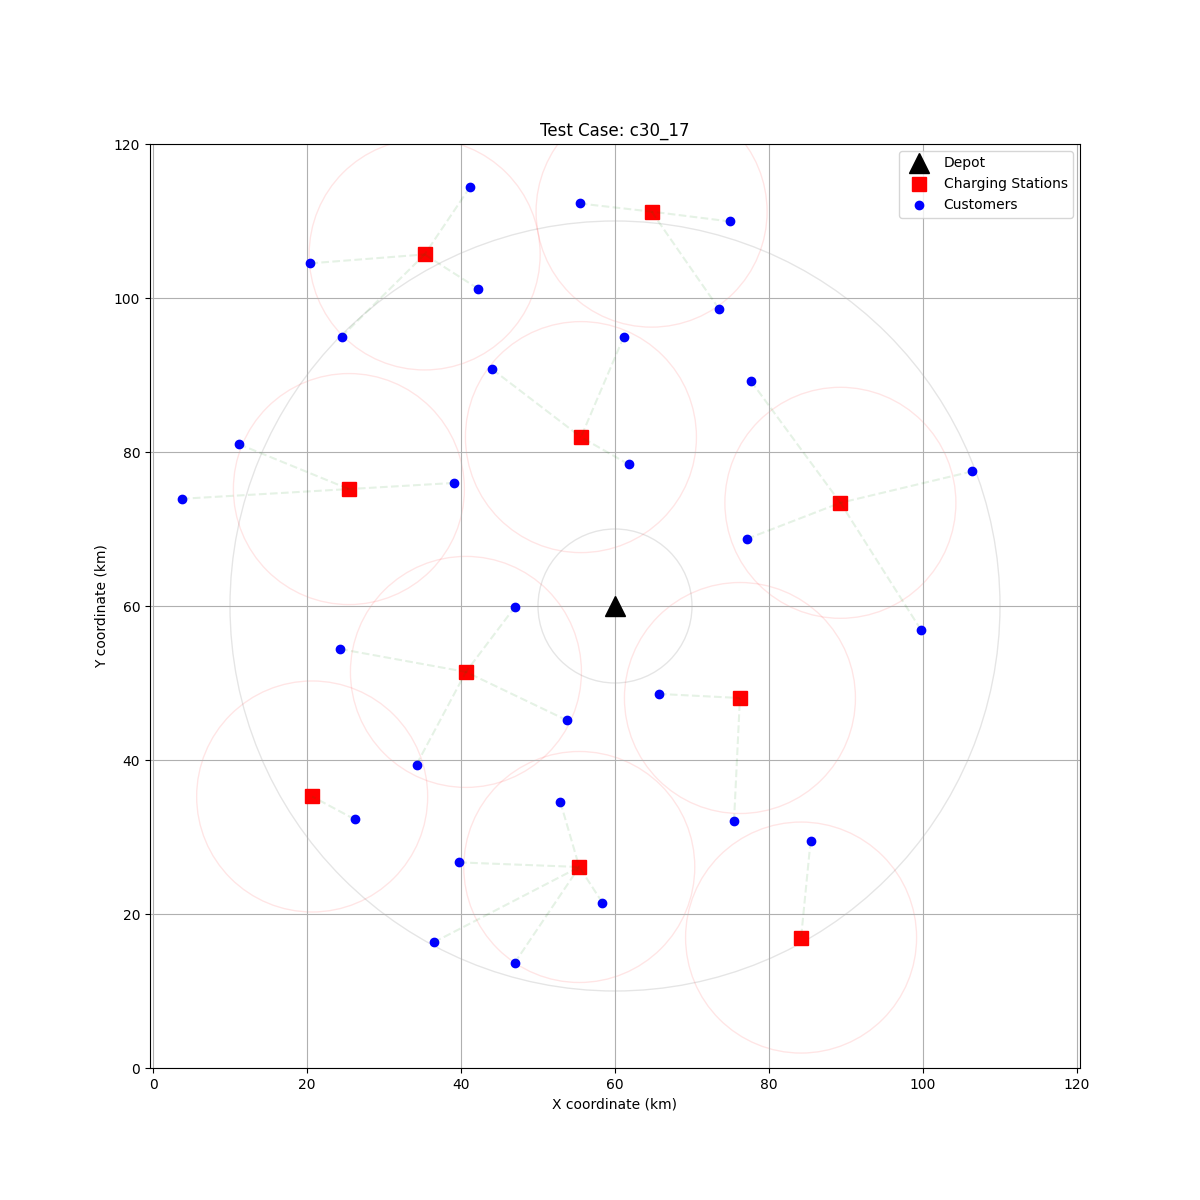 Test Case: c30_17
Depot
Charging Stations
Customers
120
100
80
60
40
20
0
Y coordinate (km)
0 20 40 60 80 100 120
X coordinate (km)